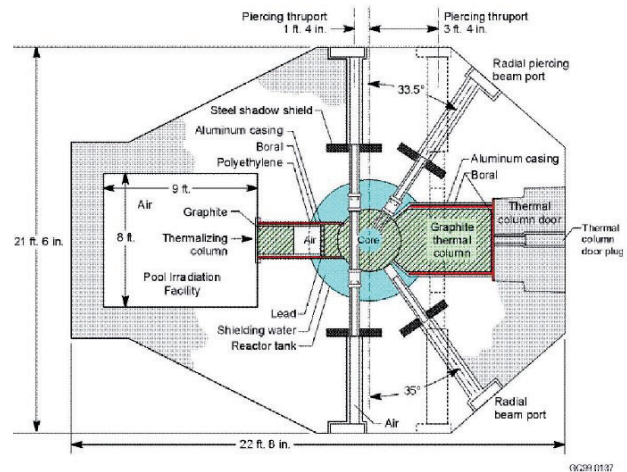 Piercing thruport
1 ft. 4 in.
Piercing thruport
3 ft. 4 in.
Radial piercing
beam port
33.5°
Steel shadow shield
Aluminum casing
Boral
Polyethylene
Aluminum casing
Boral
9 ft.
Air
8 ft.
21 ft. 6 in.
Graphite
Thermalizing
column
Air
Core
Graphite
thermal
column
Thermal
column door
Thermal
column
door plug
Pool Irradiation
Facility
Lead
Shielding water
Reactor tank
35°
Air
Radial
beam port
22 ft. 8 in.
GC99 0137